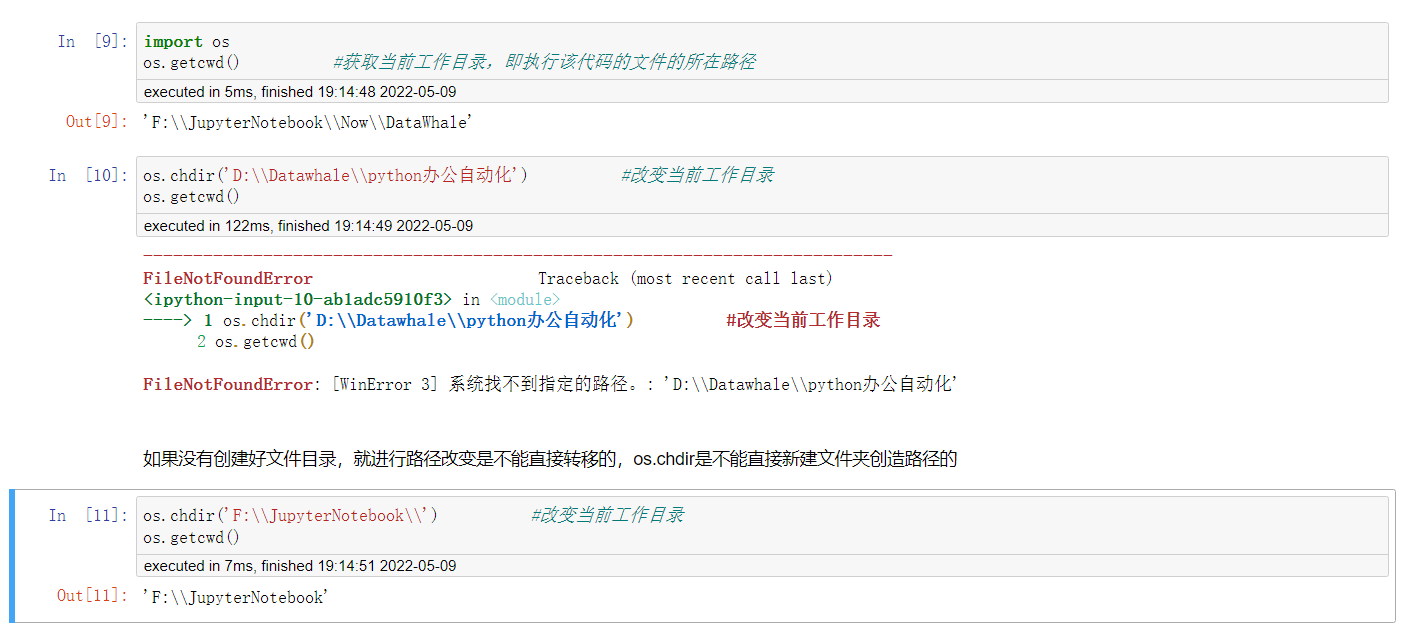 In [9]: import os
os.getcwd() #获取当前工作目录，即执行该代码的文件的所在路径
executed in 5ms, finished 19:14:48 2022-05-09
Out[9]: 'F:\\JupyterNotebook\\Now\\DataWhale'
In [10]: os.chdir('D:\\Datawhale\\python办公自动化') #改变当前工作目录
os.getcwd()
executed in 122ms, finished 19:14:49 2022-05-09
---------------------------------------------------------------------------
FileNotFoundError Traceback (most recent call last)
<ipython-input-10-ab1adc5910f3> in <module>
----> 1 os.chdir('D:\\Datawhale\\python办公自动化') #改变当前工作目录
2 os.getcwd()
FileNotFoundError: [WinError 3] 系统找不到指定的路径。: 'D:\\Datawhale\\python办公自动化'
如果没有创建好文件目录，就进行路径改变是不能直接转移的，os.chdir是不能直接新建文件夹创造路径的
In [11]: os.chdir('F:\\JupyterNotebook\\') #改变当前工作目录
os.getcwd()
executed in 7ms, finished 19:14:51 2022-05-09
Out[11]: 'F:\\JupyterNotebook'